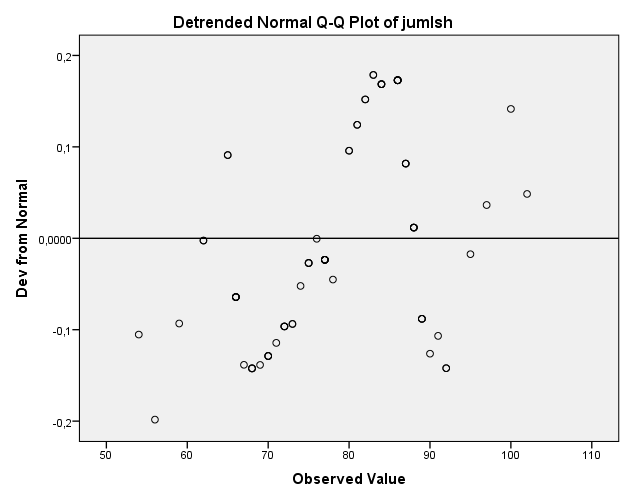 Detrended Normal Q-Q Plot of jumlsh
0,2
0,1
0,0000
-0,1
-0,2
Dev from Normal
50 60 70 80 90 100 110
Observed Value